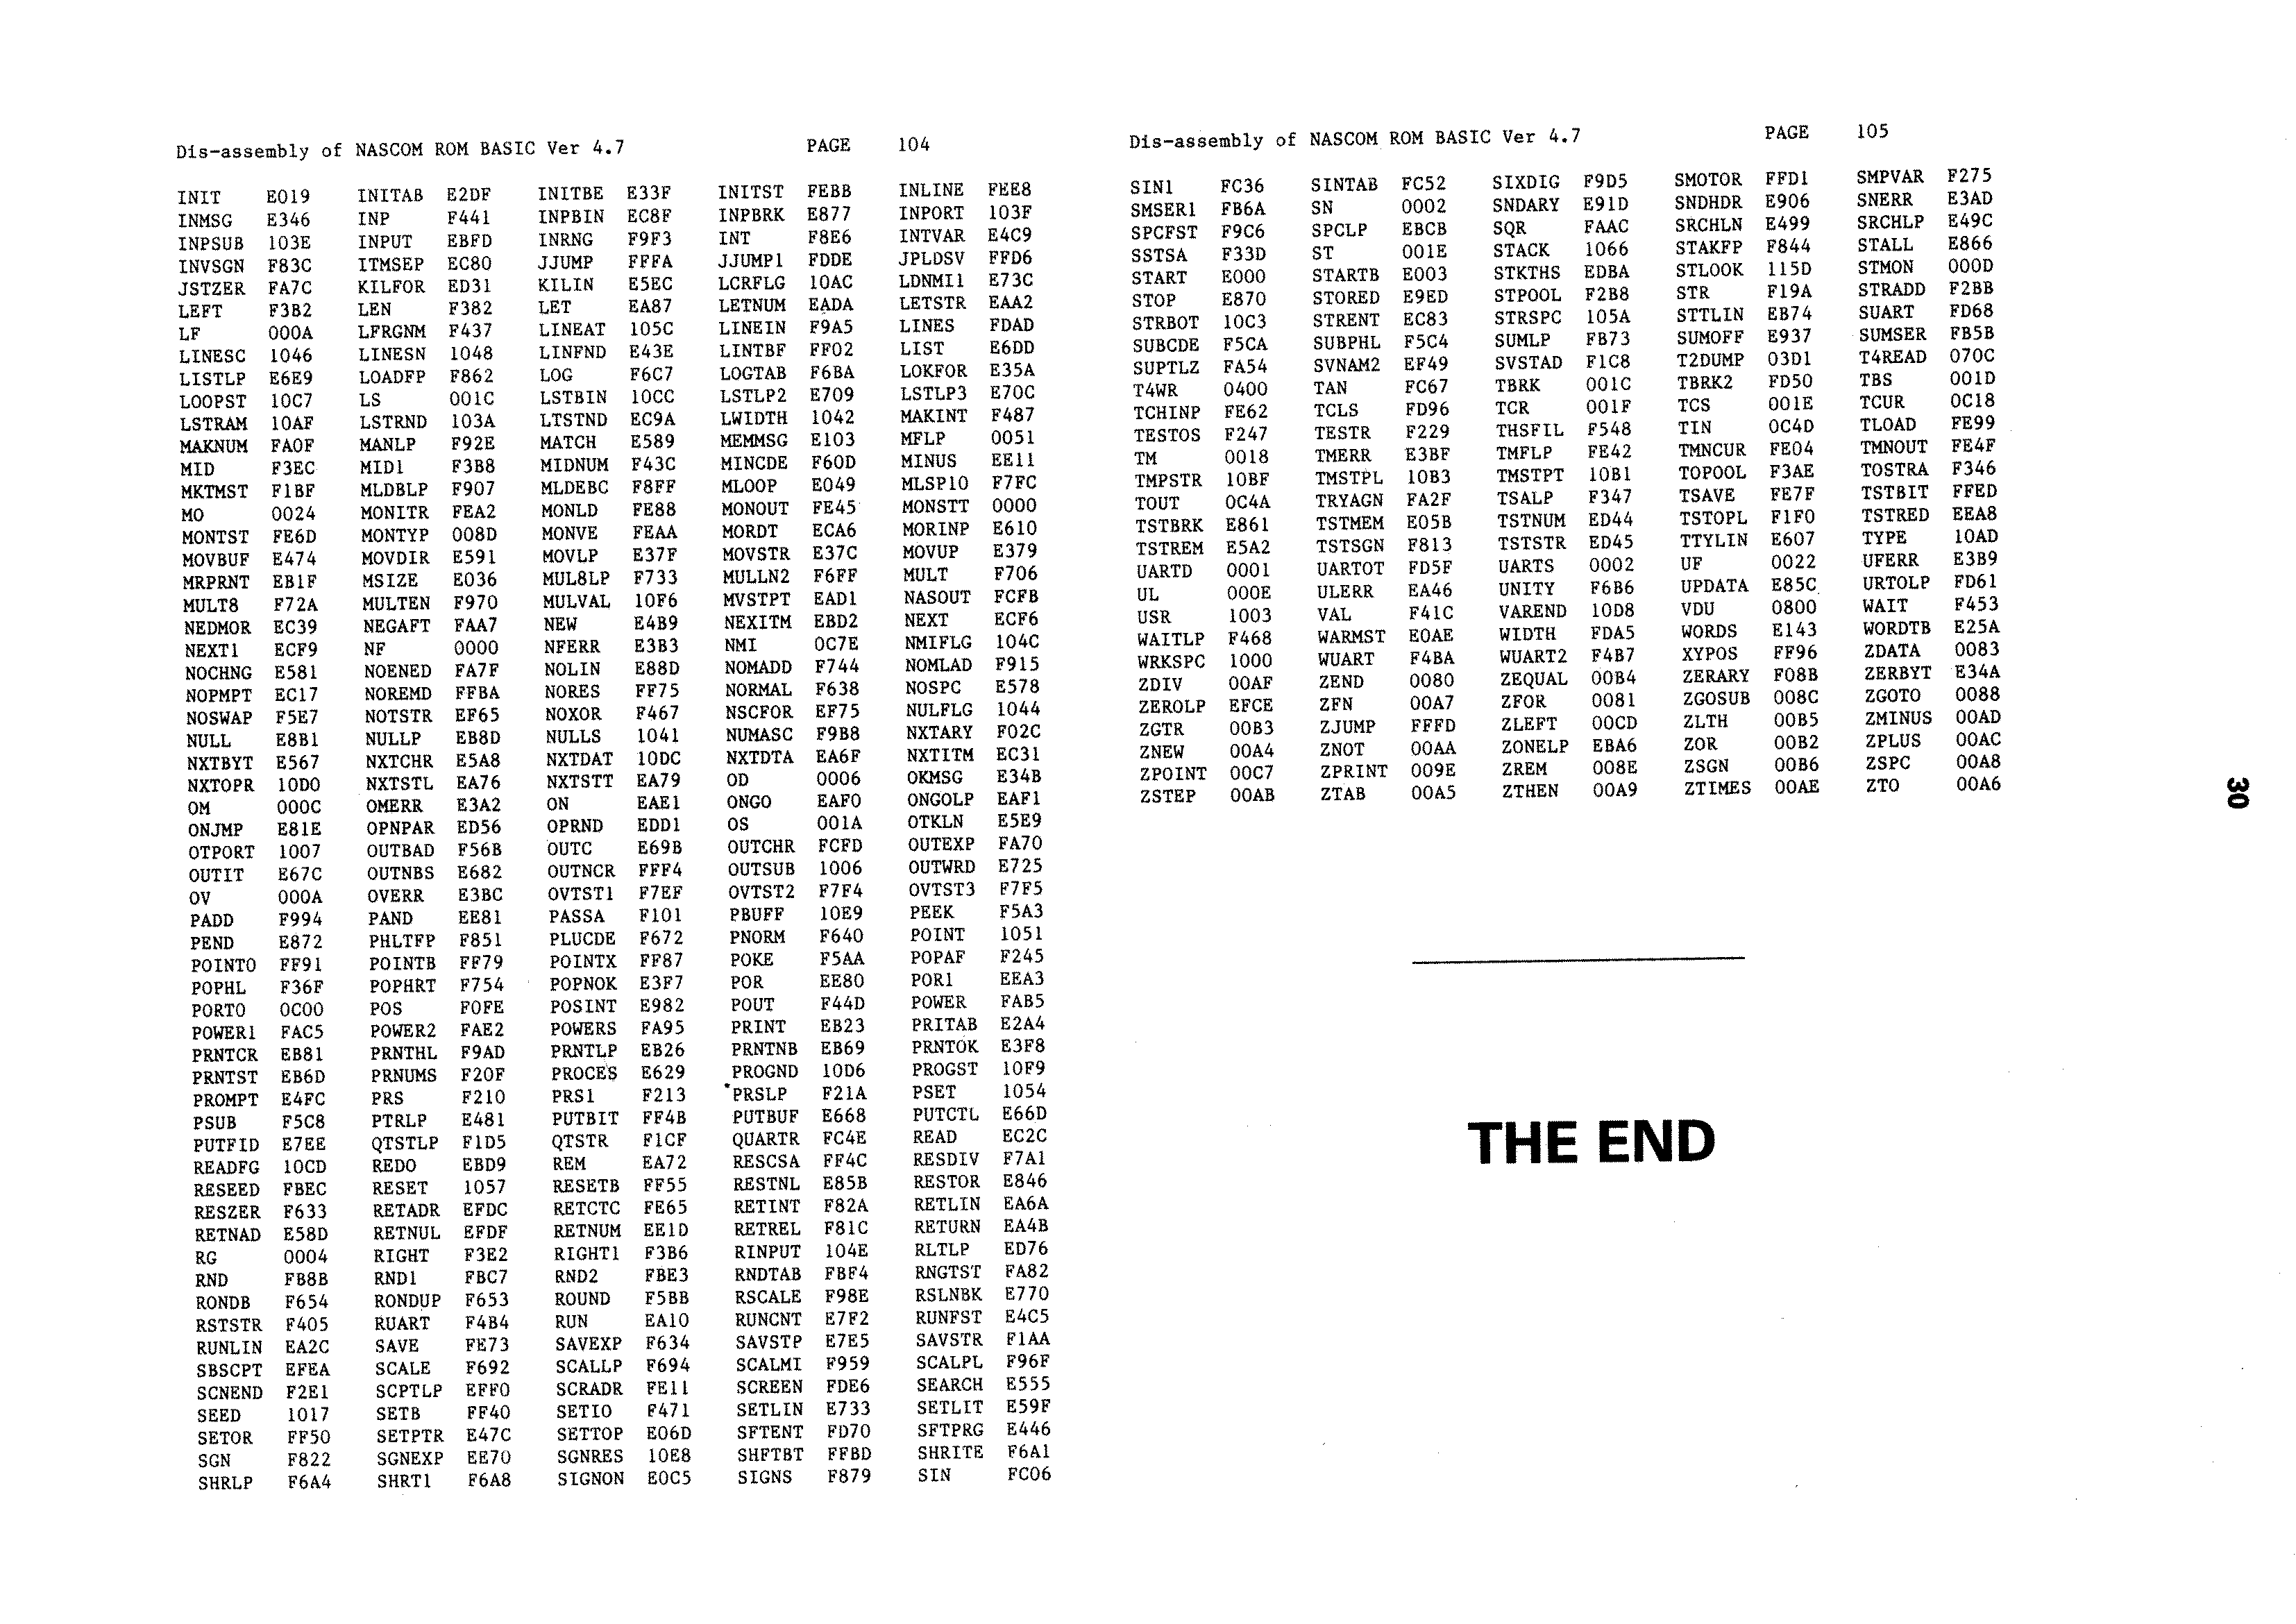 Dis-assembly of NASCOM ROM BASIC Ver 4.7 PAGE 104
INIT E019 INITAB E2DF INITBE E33F INITST FEBB INLINE FEE8
INMSG E346 INP F441 INPBIN EC8F INPBRK E877 INPORT 103F
INPSUB 103E INPUT EBFD INRNG F9F3 INT F8E6 INTVAR E4C9
INVSGN F83C ITMSEP EC80 JJUMP FFFA JJUMP1 FDDE JPLDSV FFD6
JSTZER FA7C KILFOR ED31 KILIN E5EC LCRFLG 10AC LDNMI1 E73C
LEFT F3B2 LEN F382 LET EA87 LETNUM EADA LETSTR EAA2
LF 000A LFRGNM F437 LINEAT 105C LINEIN F9A5 LINES FDAD
LINESC 1046 LINESN 1048 LINFND E43E LINTBF FF02 LIST E6DD
LISTLP E6E9 LOADFP F862 LOG F6C7 LOGTAB F6BA LOKFOR E35A
LOOPST 10C7 LS 001C LSTBIN 10CC LSTLP2 E709 LSTLP3 E70C
LSTRAM 10AF LSTRND 103A LTSTND EC9A LWIDTH 1042 MAKINT F487
MAKNUM FA0F MANLP F92E MATCH E589 MEMMSG E103 MFLP 0051
MID F3EC MID1 F3B8 MIDNUM F43C MINCDE F60D MINUS EE11
MKTMST F1BF MLDBLP F907 MLDEBC F8FF MLOOP E049 MLSP10 F7FC
MO 0024 MONITR FEA2 MONLD FE88 MONOUT FE45 MONSTT 0000
MONTST FE6D MONTYP 008D MONVE FEAA MORDT ECA6 MORINP E610
MOVBUF E474 MOVDIR E591 MOVLP E37F MOVSTR E37C MOVUP E379
MRPRNT EB1F MSIZE E036 MUL8LP F733 MULLN2 F6FF MULT F706
MULT8 F72A MULTEN F970 MULVAL 10F6 MVSTPT EAD1 NASOUT FCFB
NEDMOR EC39 NEGAFT FAA7 NEW E4B9 NEXITM EBD2 NEXT ECF6
NEXT1 ECF9 NF 0000 NFERR E3B3 NMI 0C7E NMIFLG 104C
NOCHNG E581 NOENED FA7F NOLIN E88D NOMADD F744 NOMLAD F915
NOPMPT EC17 NOREMD FFBA NORES FF75 NORMAL F638 NOSPC E578
NOSWAP F5E7 NOTSTR EF65 NOXOR F467 NSCFOR EF75 NULFLG 1044
NULL E8B1 NULLP EB8D NULLS 1041 NUMASC F9B8 NXTARY F02C
NXTBYT E567 NXTCHR E5A8 NXTDAT 10DC NXTDTA EA6F NXTITM EC31
NXTOPR 10D0 NXTSTL EA76 NXTSTT EA79 OD 0006 OKMSG E34B
OM 000C OMERR E3A2 ON EAE1 ONGO EAF0 ONGOLP EAF1
ONJMP E81E OPNPAR ED56 OPRND EDD1 OS 001A OTKLN E5E9
OTPORT 1007 OUTBAD F56B OUTC E69B OUTCHR FCFD OUTEXP FA70
OUTIT E67C OUTNBS E682 OUTNCR FFF4 OUTSUB 1006 OUTWRD E725
OV 000A OVERR E3BC OVTST1 F7EF OVTST2 F7F4 OVTST3 F7F5
PADD F994 PAND EE81 PASSA F101 PBUFF 10E9 PEEK F5A3
PEND E872 PHLTFP F851 PLUCDE F672 PNORM F640 POINT 1051
POINT0 FF91 POINTB FF79 POINTX FF87 POKE F5AA POPAF F245
POPHL F36F POPHRT F754 POPNOK E3F7 POR EE80 POR1 EEA3
PORTO 0C00 POS F0FE POSINT E982 POUT F44D POWER FAB5
POWER1 FAC5 POWER2 FAE2 POWERS FA95 PRINT EB23 PRITAB E2A4
PRNTCR EB81 PRNTHL F9AD PRNTLP EB26 PRNTNB EB69 PRNTOK E3F8
PRNTST EB6D PRNUMS F20F PROCES E629 PROGND 10D6 PROGST 10F9
PROMPT E4FC PRS F210 PRS1 F213 PRSLP F21A PSET 1054
PSUB F5C8 PTRLP E481 PUTBIT FF4B PUTBUF E668 PUTCTL E66D
PUTFID E7EE QTSTLP F1D5 QTSTR F1CF QUARTR FC4E READ EC2C
READFG 10CD REDO EBD9 REM EA72 RESCSA FF4C RESDIV F7A1
RESEED FBEC RESET 1057 RESETB FF55 RESTNL E85B RESTOR E846
RESZER F633 RETADR EFDC RETCTC FE65 RETINT F82A RETLIN EA6A
RETNAD E58D RETNUL EFDF RETNUM EE1D RETREL F81C RETURN EA4B
RG 0004 RIGHT F3E2 RIGHT1 F3B6 RINPUT 104E RLTLP ED76
RND FB8B RND1 FBC7 RND2 FBE3 RNDTAB FBF4 RNGTST FA82
RONDB F654 RONDUP F653 ROUND F5BB RSCALE F98E RSLNBK E770
RSTSTR F405 RUART F4B4 RUN EA10 RUNCNT E7F2 RUNFST E4C5
RUNLIN EA2C SAVE FE73 SAVEXP F634 SAVSTP E7E5 SAVSTR F1AA
SBSCPT EFEA SCALE F692 SCALLP F694 SCALMI F959 SCALPL F96F
SCNEND F2E1 SCPTLP EFF0 SCRADR FE11 SCREEN FDE6 SEARCH E555
SEED 1017 SETB FF40 SETIO F471 SETLIN E733 SETLIT E59F
SETOR FF50 SETPTR E47C SETTOP E06D SFTENT FD70 SFTPRG E446
SGN F822 SGNEXP EE70 SGNRES 10E8 SHFTBT FFBD SHRITE F6A1
SHRLP F6A4 SHRT1 F6A8 SIGNON E0C5 SIGNS F879 SIN FC06
Dis-assembly of NASCOM ROM BASIC Ver 4.7 PAGE 105
SIN1 FC36 SINTAB FC52 SIXDIG F9D5 SMOTOR FFD1 SMPVAR F275
SMSER1 FB6A SN 0002 SNDARY E91D SNDHDR E906 SNERR E3AD
SPCFST F9C6 SPCLP EBCB SQR FAAC SRCHLN E499 SRCHLP E49C
SSTSA F33D ST 001E STACK 1066 STAKFP F844 STALL E866
START E000 STARTB E003 STKTHS EDBA STLOOK 115D STMON 000D
STOP E870 STORED E9ED STPOOL F2B8 STR F19A STRADD F2BB
STRBOT 10C3 STRENT EC83 STRSPC 105A STTLIN EB74 SUART FD68
SUBCDE F5CA SUBPHL F5C4 SUMLP FB73 SUMOFF E937 SUMSER FB5B
SUPTLZ FA54 SVNAM2 EF49 SVSTAD F1C8 T2DUMP 03D1 T4READ 070C
T4WR 0400 TAN FC67 TBRK 001C TBRK2 FD50 TBS 001D
TCHINP FE62 TCLS FD96 TCR 001F TCS 001E TCUR 0C18
TESTOS F247 TESTR F229 THSFIL F548 TIN 0C4D TLOAD FE99
TM 0018 TMERR E3BF TMFLP FE42 TMNCUR FE04 TMNOUT FE4F
TMPSTR 10BF TMSTPL 10B3 TMSTPT 10B1 TOPOOL F3AE TOSTRA F346
TOUT 0C4A TRYAGN FA2F TSALP F347 TSAVE FE7F TSTBIT FFED
TSTBRK E861 TSTMEM E05B TSTNUM ED44 TSTOPL F1F0 TSTRED EEA8
TSTREM E5A2 TSTSGN F813 TSTSTR ED45 TTYLIN E607 TYPE 10AD
UARTD 0001 UARTOT FD5F UARTS 0002 UF 0022 UFERR E3B9
UL 000E ULERR EA46 UNITY F6B6 UPDATA E85C URTOLP FD61
USR 1003 VAL F41C VAREND 10D8 VDU 0800 WAIT F453
WAITLP F468 WARMST E0AE WIDTH FDA5 WORDS E143 WORDTB E25A
WRKSPC 1000 WUART F4BA WUART2 F4B7 XYPOS FF96 ZDATA 0083
ZDIV 00AF ZEND 0080 ZEQUAL 00B4 ZERARY F08B ZERBYT E34A
ZEROLP EFCE ZFN 00A7 ZFOR 0081 ZGOSUB 008C ZGOTO 0088
ZGTR 00B3 ZJUMP FFFD ZLEFT 00CD ZLTH 00B5 ZMINUS 00AD
ZNEW 00A4 ZNOT 00AA ZONELP EBA6 ZOR 00B2 ZPLUS 00AC
ZPOINT 00C7 ZPRINT 009E ZREM 008E ZSGN 00B6 ZSPC 00A8
ZSTEP 00AB ZTAB 00A5 ZTHEN 00A9 ZTIMES 00AE ZTO 00A6
THE END
30